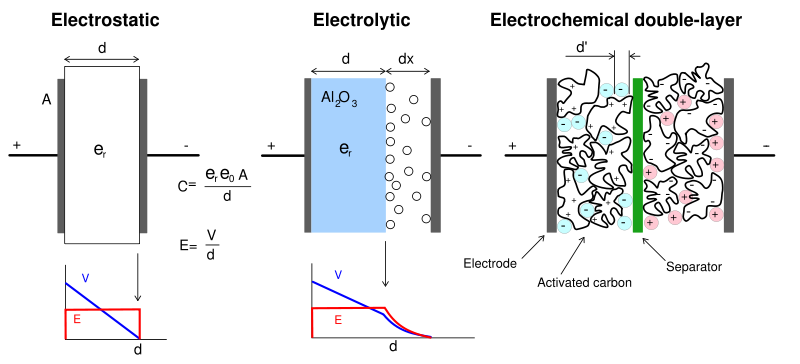 Electrostatic
d
A
+
-
eᵣ
C= eᵣ e₀ A
d
E= V
d
V
E
d
Electrolytic
d
dx
Al₂O₃
+
-
eᵣ
V
E
d
Electrochemical double-layer
d'
+
-
Electrode
Activated carbon
Separator